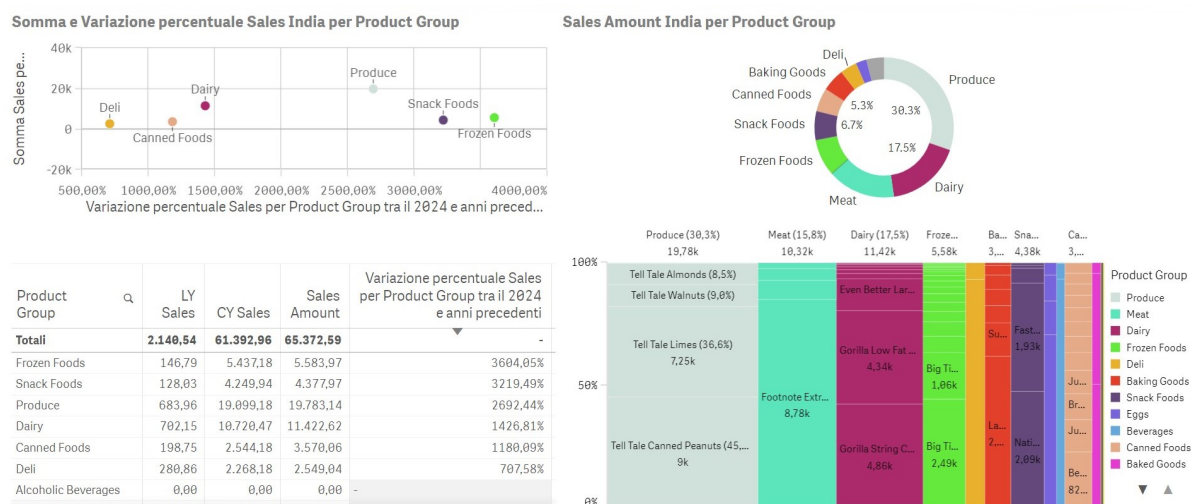 Somma e Variazione percentuale Sales India per Product Group
40k
20k
0
-20k
Somma Sales pe...
Deli
Canned Foods
Dairy
Produce
Snack Foods
Frozen Foods
500,00% 1000,00% 1500,00% 2000,00% 2500,00% 3000,00% 4000,00%
Variazione percentuale Sales per Product Group tra il 2024 e anni preced...
Sales Amount India per Product Group
Deli
Baking Goods
Canned Foods
Snack Foods
Frozen Foods
Meat
Dairy
Produce
5.3%
6.7%
30.3%
17.5%
Product Group LY Sales CY Sales Sales Amount Variazione percentuale Sales per Product Group tra il 2024 e anni precedenti
Totali 2.140,54 61.392,96 65.372,59 -
Frozen Foods 146,79 5.437,18 5.583,97 3604,05%
Snack Foods 128,03 4.249,94 4.377,97 3219,49%
Produce 683,96 19.099,18 19.783,14 2692,44%
Dairy 702,15 10.720,47 11.422,62 1426,81%
Canned Foods 198,75 2.544,18 3.570,06 1180,09%
Deli 280,86 2.268,18 2.549,04 707,58%
Alcoholic Beverages 0,00 0,00 0,00 -
Produce (30,3%) Meat (15,8%) Dairy (17,5%) Froze... Ba... Sna... Ca...
19,78k 10,32k 11,42k 5,58k 3,... 4,38k 3,...
100%
50%
0%
Tell Tale Almonds (8,5%)
Tell Tale Walnuts (9,0%)
Tell Tale Limes (36,6%)
7,25k
Tell Tale Canned Peanuts (45,...
9k
Footnote Extr...
8,78k
Even Better Lar...
Gorilla Low Fat ...
4,34k
Gorilla String C...
4,86k
Big Ti...
1,06k
Big Ti...
2,49k
Su...
La...
2,...
Fast...
1,93k
Nati...
2,09k
Ju...
Br...
Ju...
Be...
82...
Product Group
Produce
Meat
Dairy
Frozen Foods
Deli
Baking Goods
Snack Foods
Eggs
Beverages
Canned Foods
Baked Goods